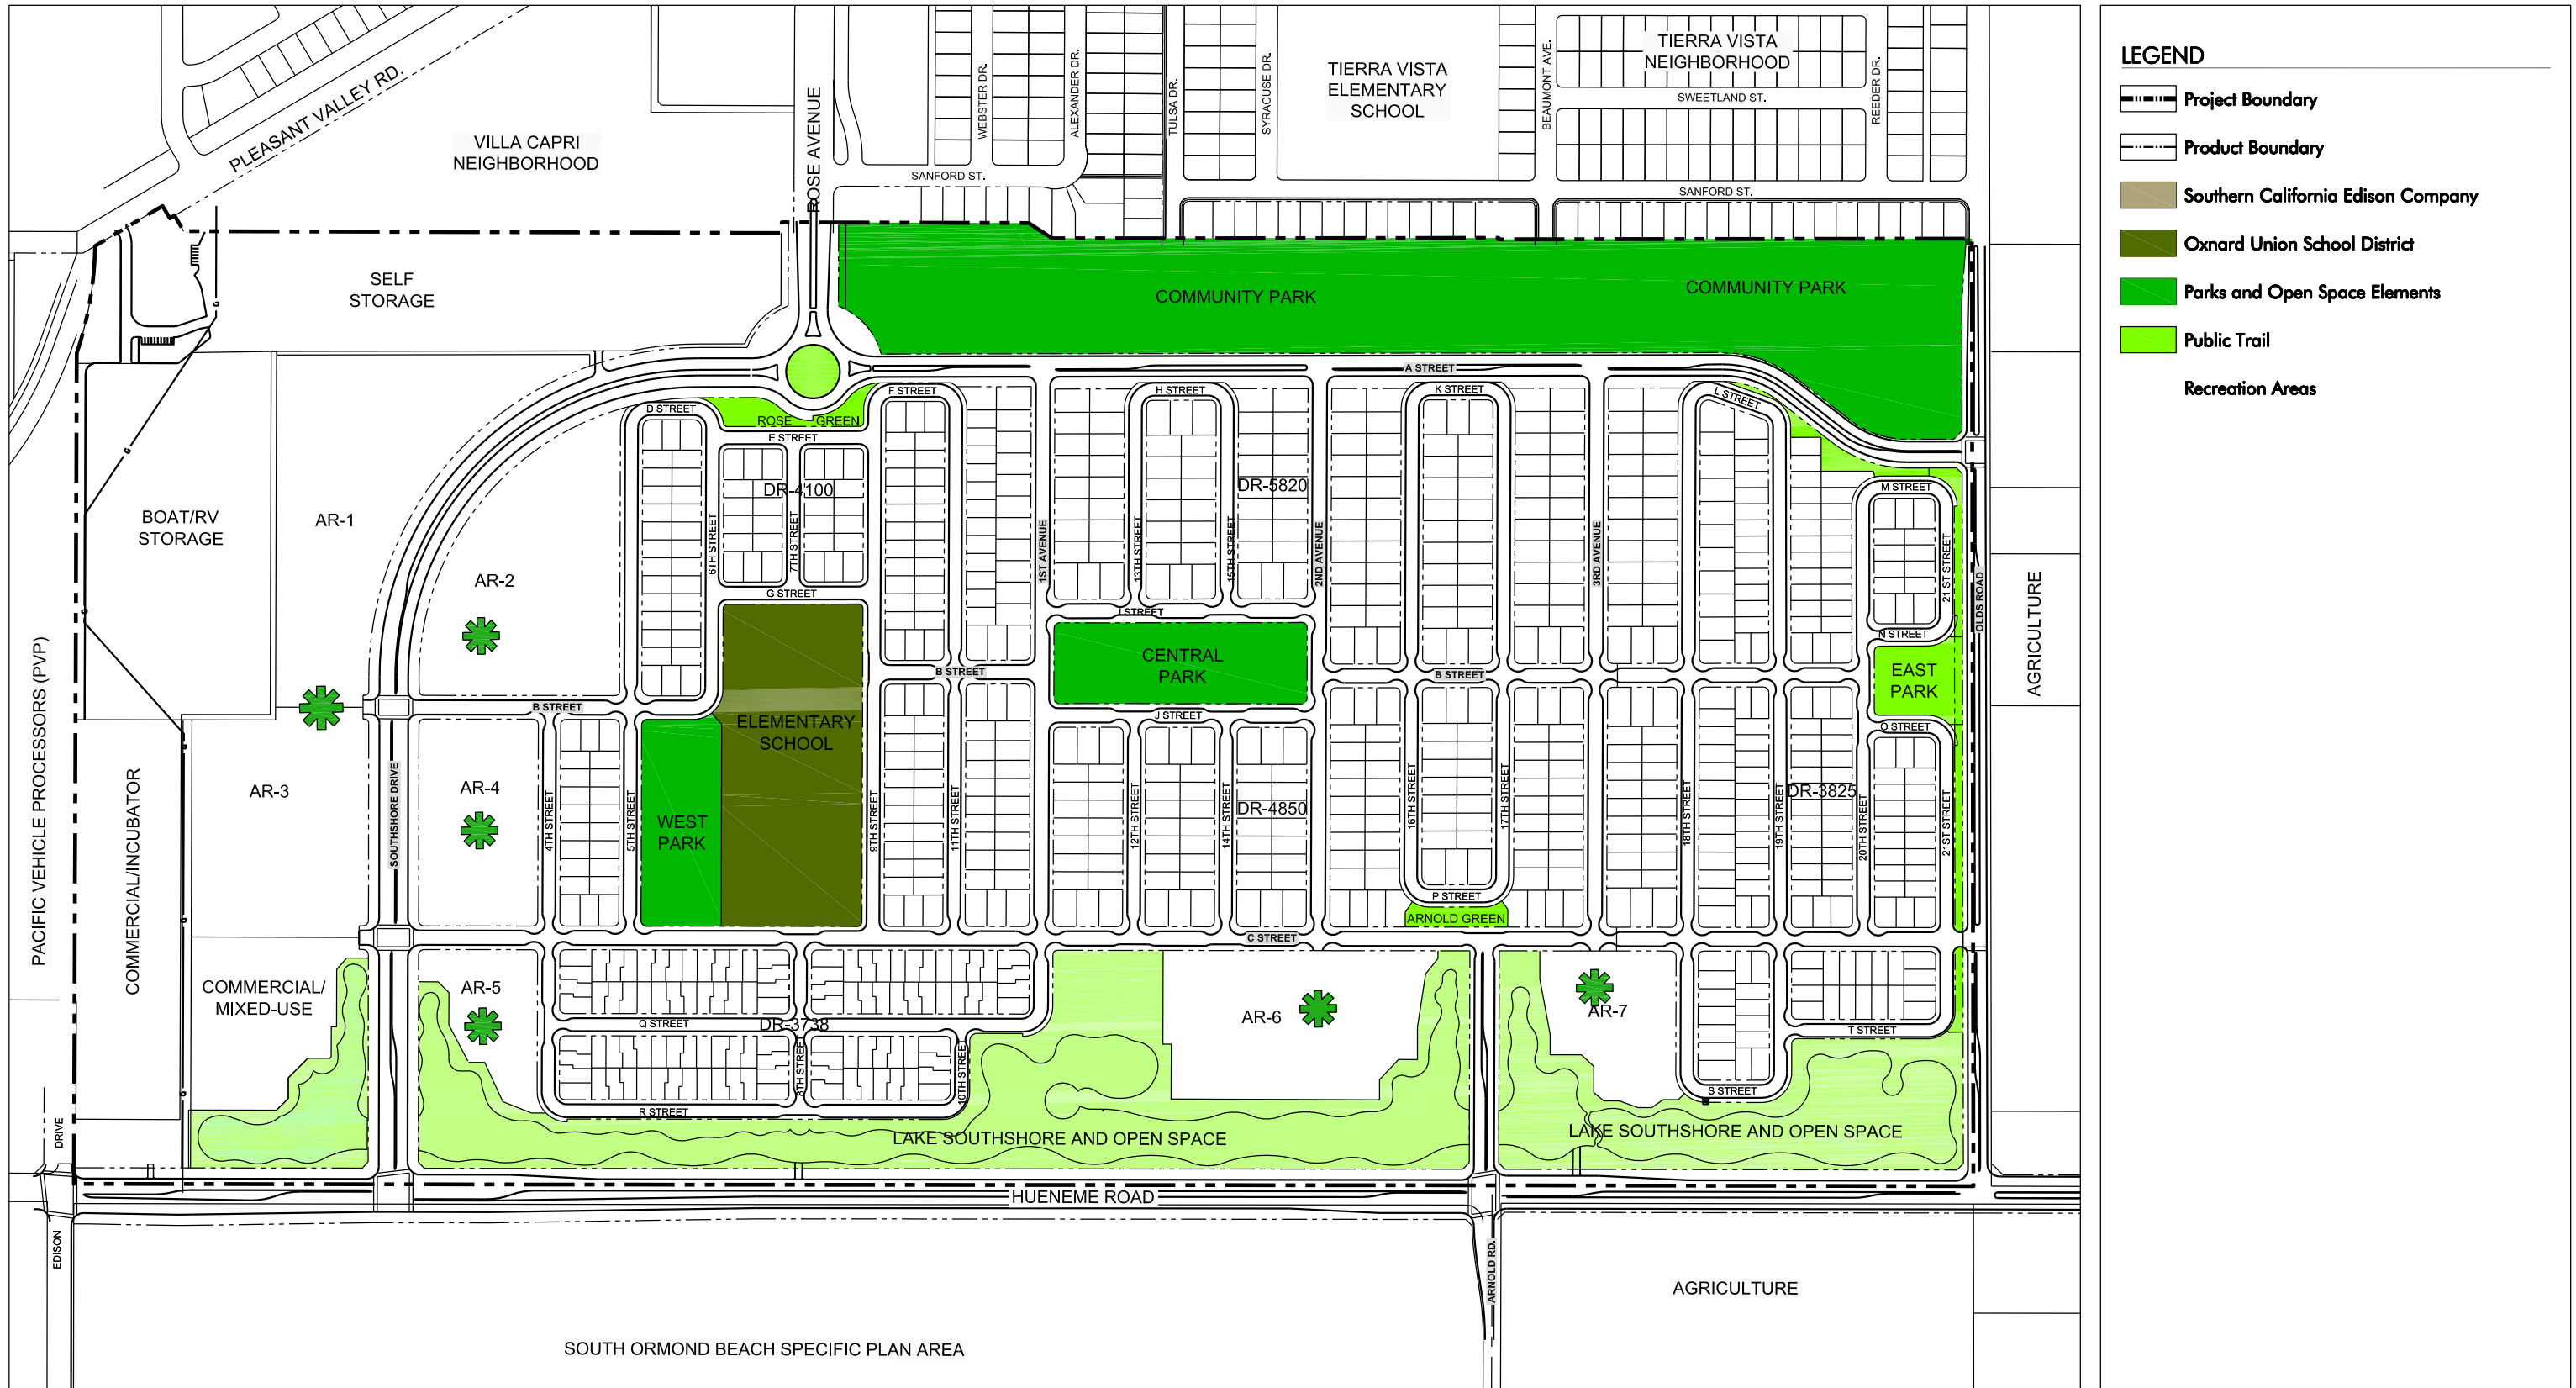 PLEASANT VALLEY RD.
VILLA CAPRI
NEIGHBORHOOD
ROSE AVENUE
WEBSTER DR.
ALEXANDER DR.
TULSA DR.
SYRACUSE DR.
SANFORD ST.
TIERRA VISTA
ELEMENTARY
SCHOOL
BEAUMONT AVE.
TIERRA VISTA
NEIGHBORHOOD
SWEETLAND ST.
REEDER DR.
SANFORD ST.
LEGEND
Project Boundary
Product Boundary
Southern California Edison Company
Oxnard Union School District
Parks and Open Space Elements
Public Trail
Recreation Areas
SELF
STORAGE
COMMUNITY PARK
COMMUNITY PARK
A STREET
D STREET
ROSE GREEN
E STREET
F STREET
H STREET
K STREET
L STREET
M STREET
BOAT/RV
STORAGE
AR-1
AR-2
DR-4100
DR-5820
6TH STREET
7TH STREET
1ST AVENUE
13TH STREET
15TH STREET
2ND AVENUE
3RD AVENUE
21ST STREET
OLDS ROAD
AGRICULTURE
G STREET
I STREET
N STREET
CENTRAL
PARK
B STREET
B STREET
B STREET
EAST
PARK
J STREET
O STREET
ELEMENTARY
SCHOOL
PACIFIC VEHICLE PROCESSORS (PVP)
COMMERCIAL/INCUBATOR
AR-3
SOUTHSHORE DRIVE
AR-4
4TH STREET
5TH STREET
WEST
PARK
9TH STREET
11TH STREET
12TH STREET
14TH STREET
DR-4850
16TH STREET
17TH STREET
18TH STREET
19TH STREET
DR-3825
20TH STREET
21ST STREET
P STREET
ARNOLD GREEN
C STREET
COMMERCIAL/
MIXED-USE
AR-5
Q STREET
DR-3738
8TH STREET
10TH STREET
R STREET
AR-6
AR-7
T STREET
S STREET
LAKE SOUTHSHORE AND OPEN SPACE
LAKE SOUTHSHORE AND OPEN SPACE
DRIVE
EDISON
HUENEME ROAD
ARNOLD RD.
AGRICULTURE
SOUTH ORMOND BEACH SPECIFIC PLAN AREA